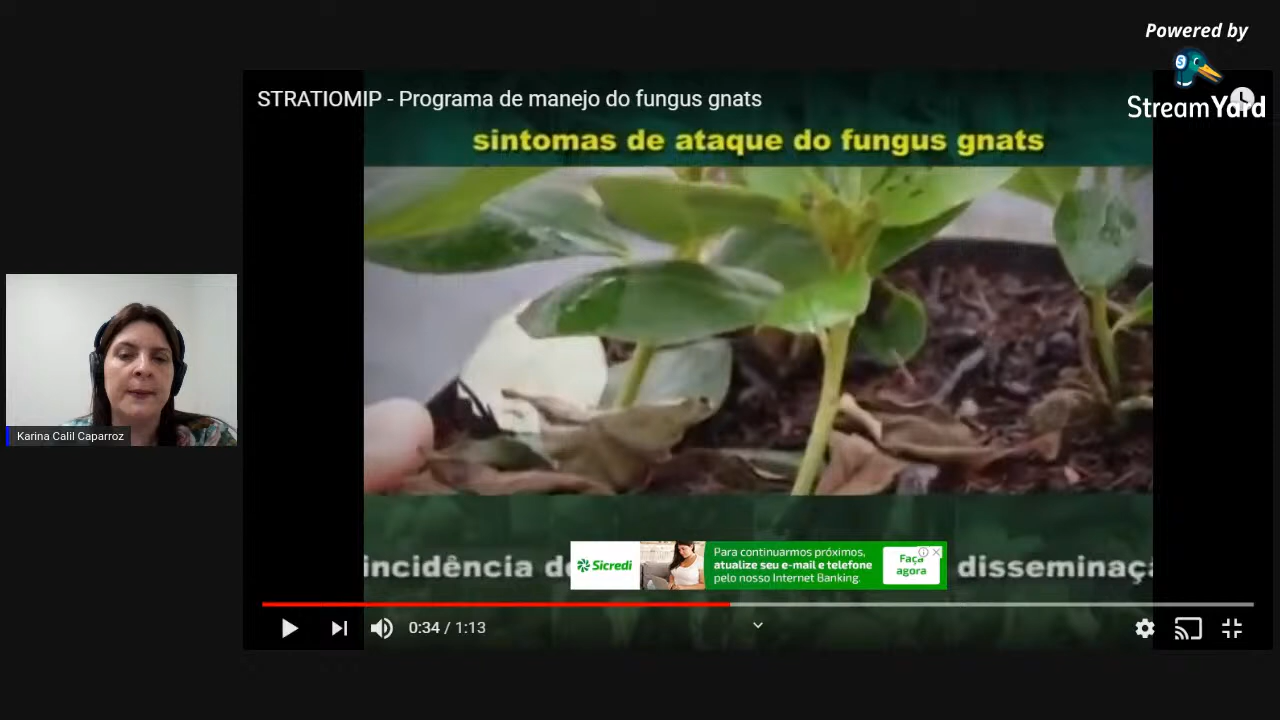 Powered by
StreamYard
STRATIOMIP - Programa de manejo do fungus gnats
sintomas de ataque do fungus gnats
Karina Calil Caparroz
incidência d
disseminaç
Sicredi
Para continuarmos próximos,
atualize seu e-mail e telefone
pelo nosso Internet Banking.
Faça
agora
0:34 / 1:13